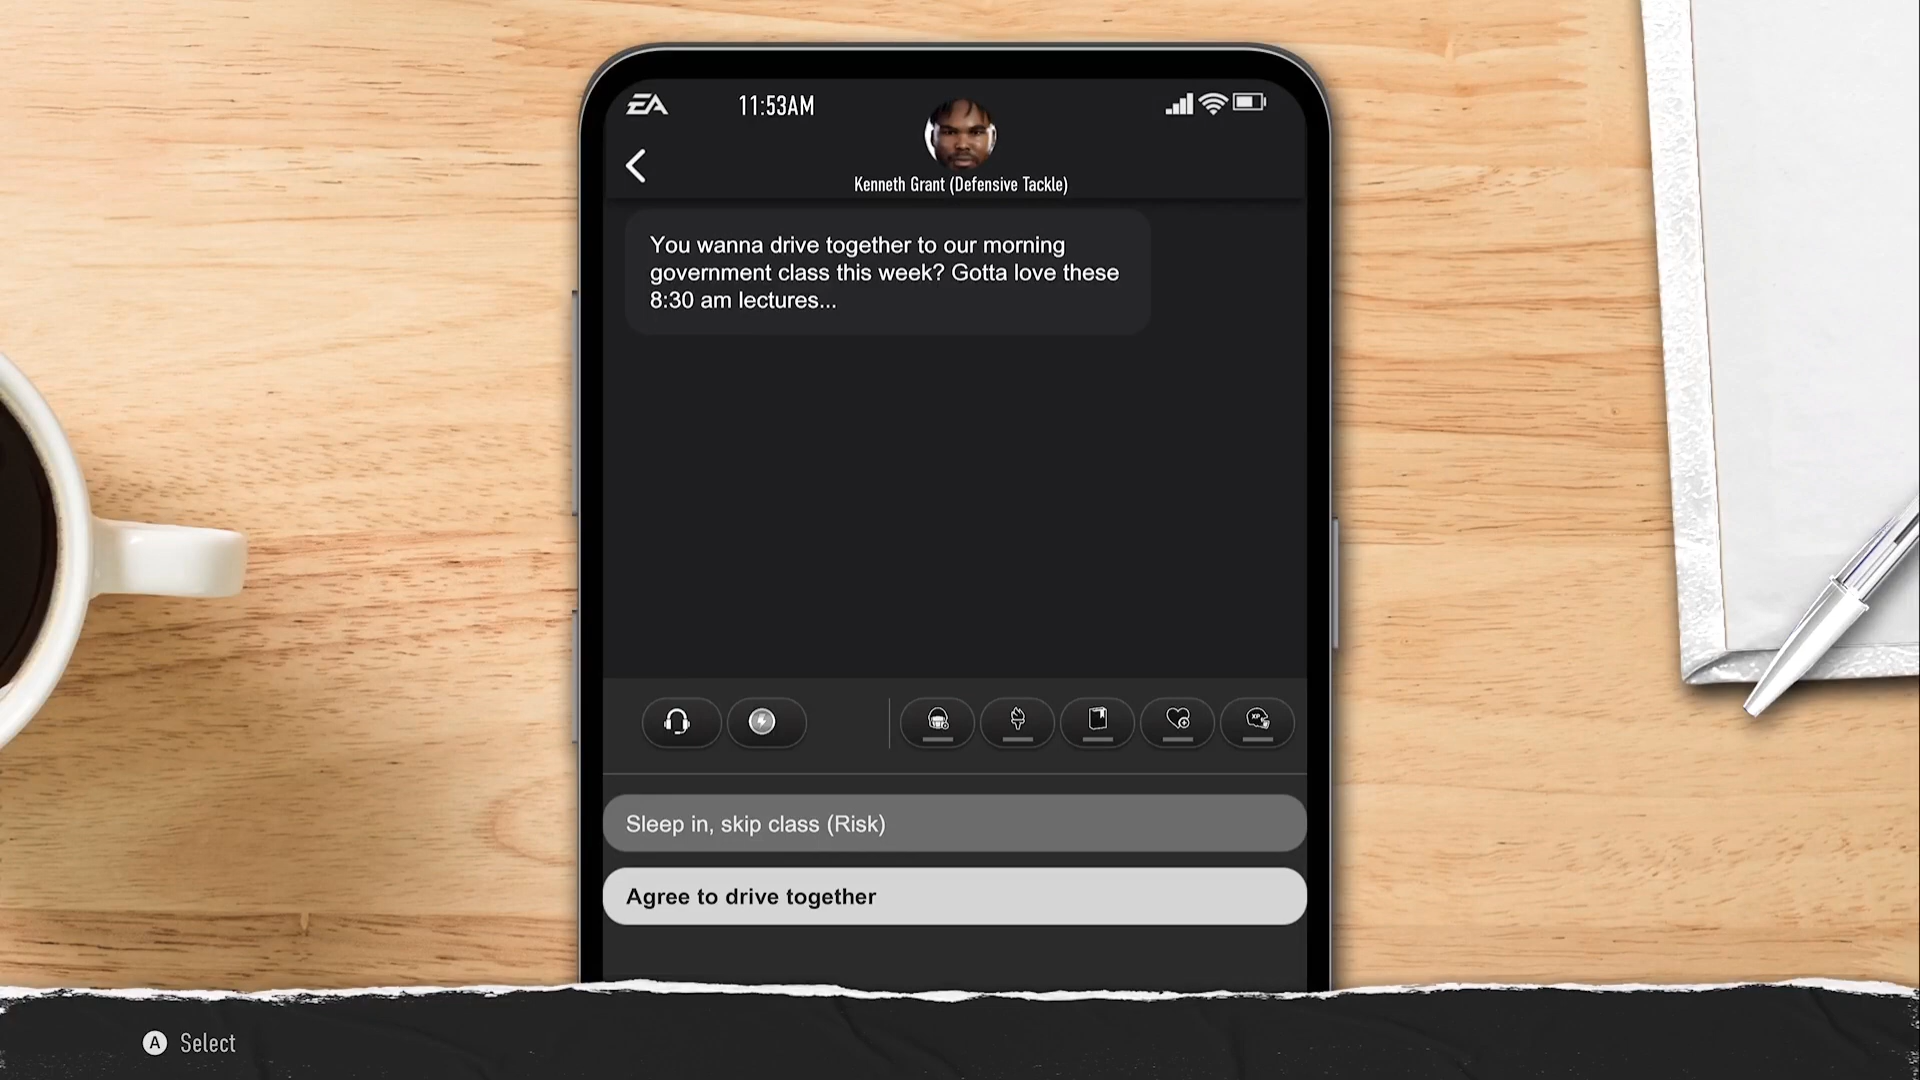 EA
11:53AM
Kenneth Grant (Defensive Tackle)
You wanna drive together to our morning
government class this week? Gotta love these
8:30 am lectures...
XP
Sleep in, skip class (Risk)
Agree to drive together
A Select